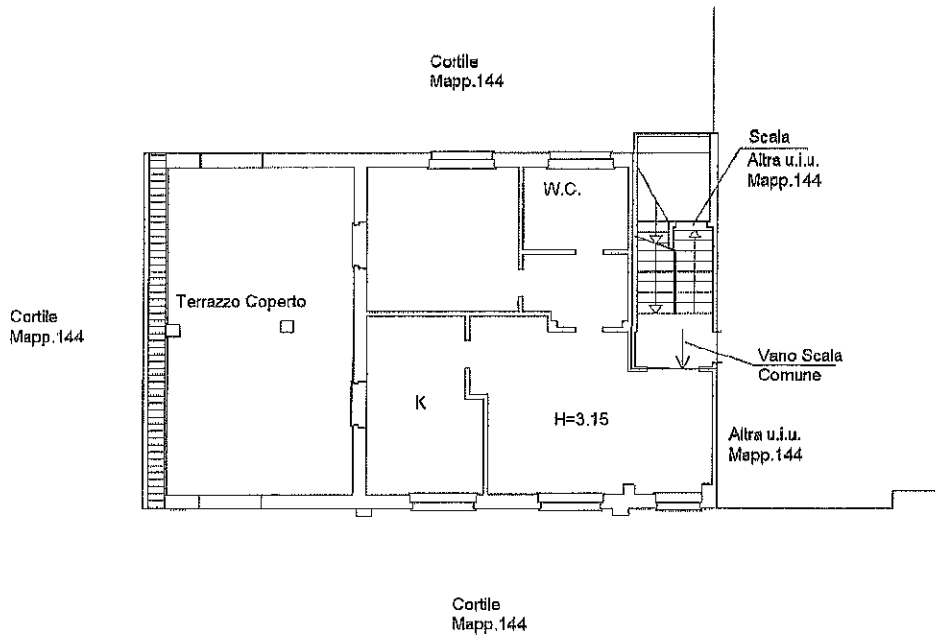 Cortile
Mapp.144
Scala
Altra u.i.u.
Mapp.144
W.C.
Terrazzo Coperto
Cortile
Mapp.144
Vano Scala
Comune
K
H=3.15
Altra u.i.u.
Mapp.144
Cortile
Mapp.144